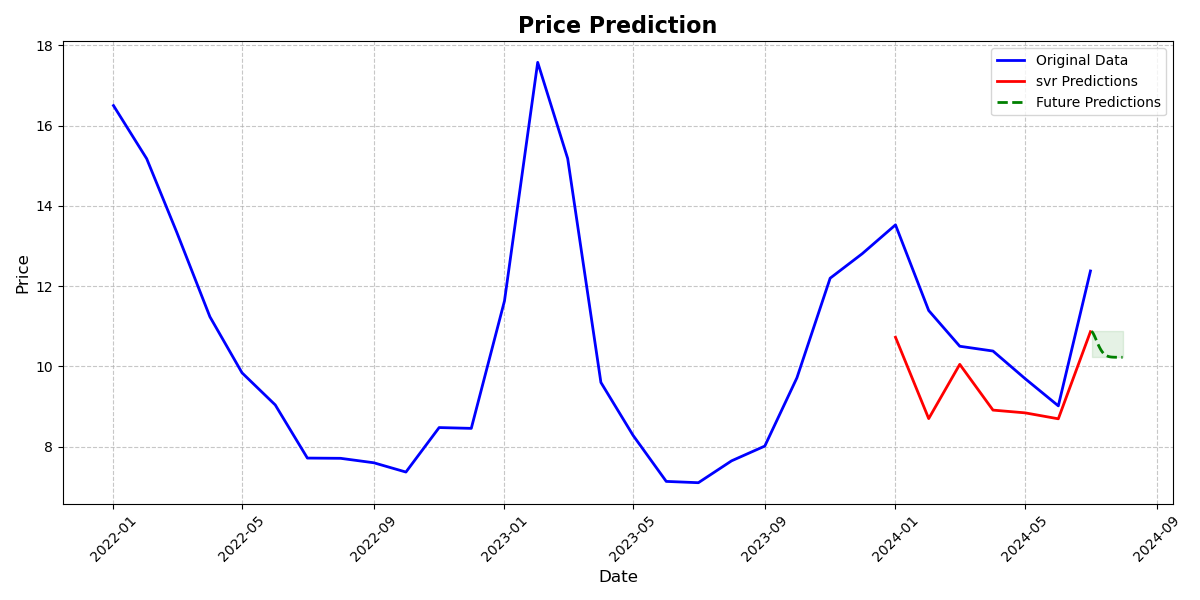 Price Prediction
Original Data
svr Predictions
Future Predictions
Price
18
16
14
12
10
8
2022-01
2022-05
2022-09
2023-01
2023-05
2023-09
2024-01
2024-05
2024-09
Date